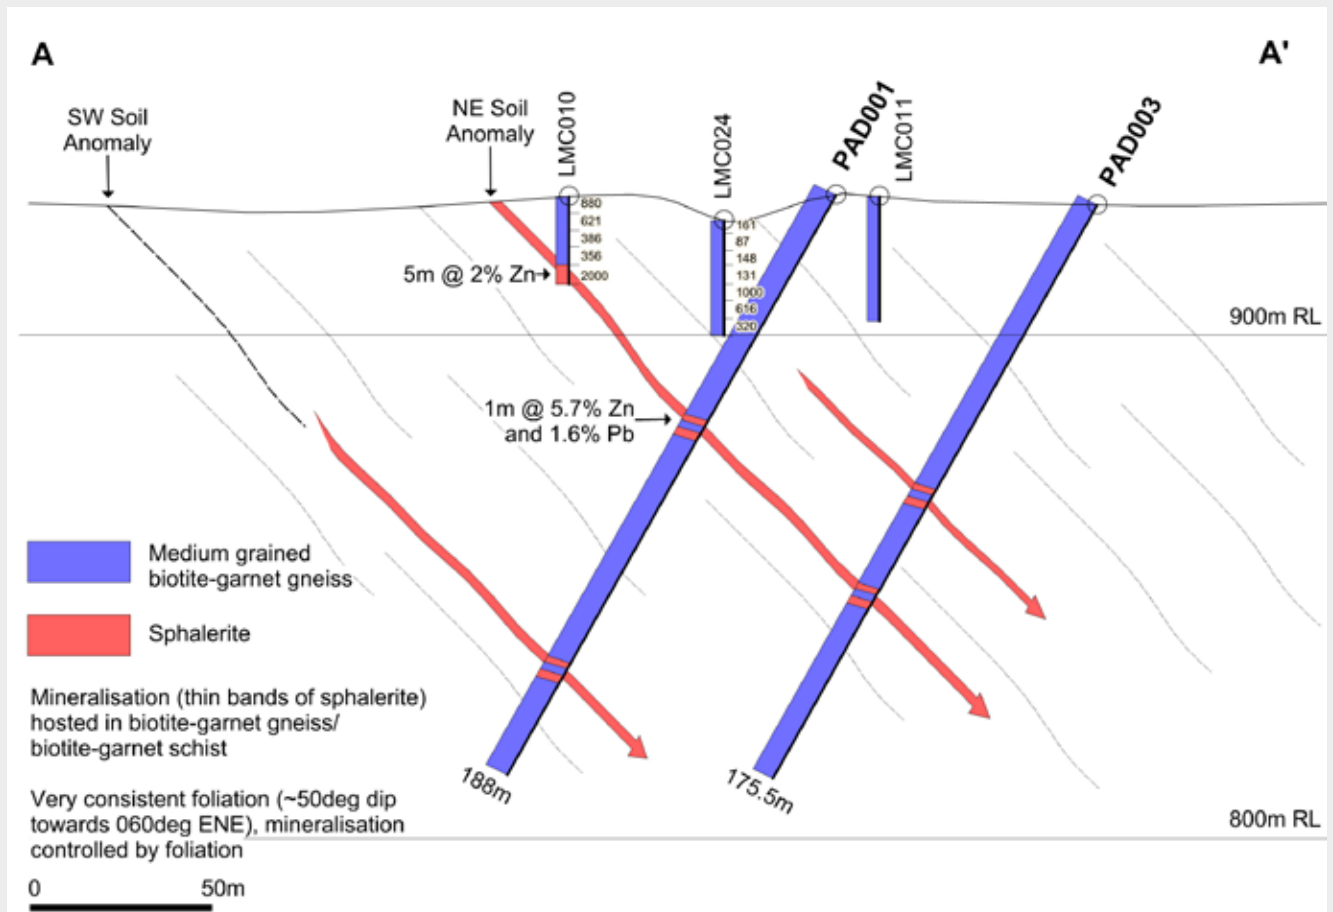 A
A'
SW Soil
Anomaly
NE Soil
Anomaly
LMC010
LMC024
PAD001
LMC011
PAD003
880
621
386
356
2000
161
87
148
131
1000
616
320
5m @ 2% Zn
900m RL
1m @ 5.7% Zn
and 1.6% Pb
Medium grained
biotite-garnet gneiss
Sphalerite
Mineralisation (thin bands of sphalerite)
hosted in biotite-garnet gneiss/
biotite-garnet schist
188m
175.5m
Very consistent foliation (~50deg dip
towards 060deg ENE), mineralisation
controlled by foliation
800m RL
0 50m